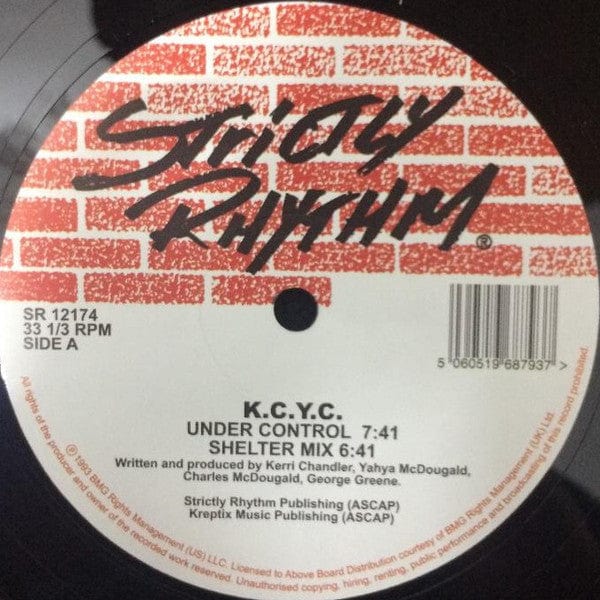 STRICTLY
RHYTHM ®
SR 12174
33 1/3 RPM
SIDE A
5 060519 687937 >
K.C.Y.C.
UNDER CONTROL 7:41
SHELTER MIX 6:41
Written and produced by Kerri Chandler, Yahya McDougald,
Charles McDougald, George Greene.
Strictly Rhythm Publishing (ASCAP)
Kreptix Music Publishing (ASCAP)
All rights of the producer and owner of the recorded work reserved. Unauthorised copying, hiring, renting, public performance and broadcasting of this record prohibited.
℗ 1993 BMG Rights Management (US) LLC. Licensed to Above Board Distribution courtesy of BMG Rights Management (UK) Ltd.